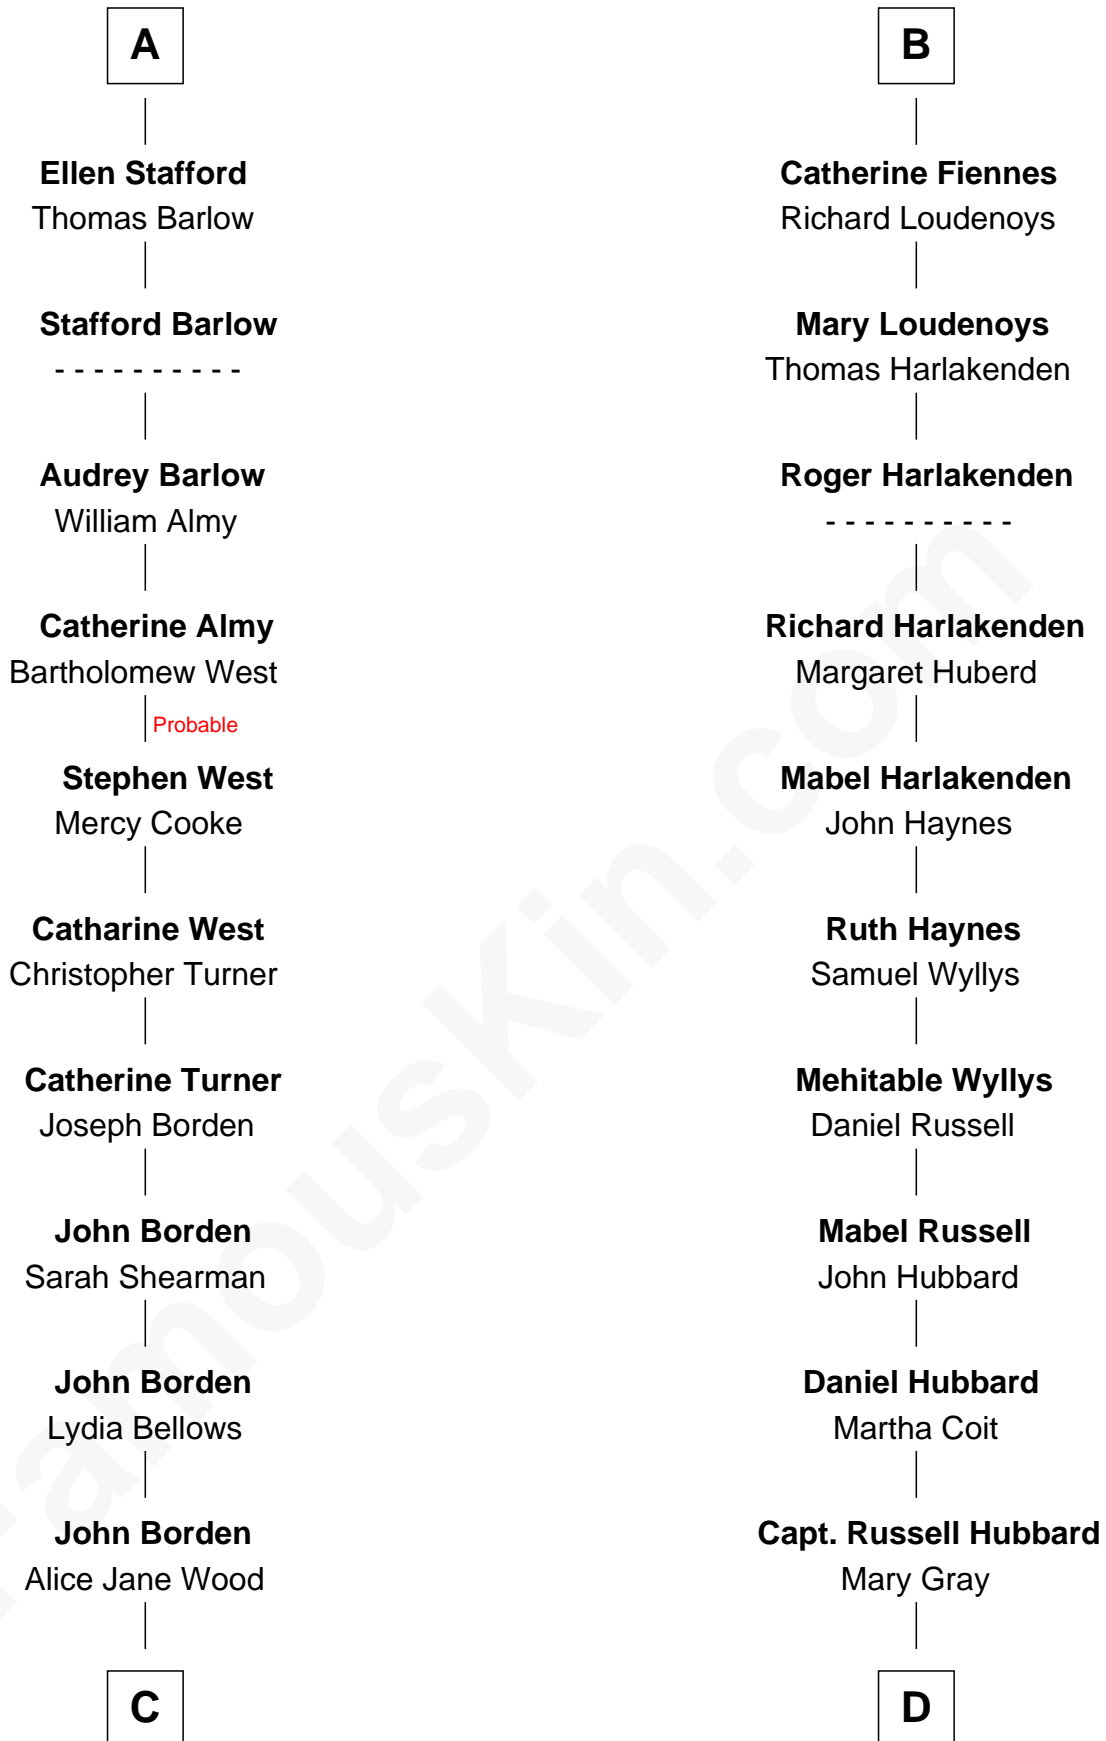 A
Ellen Stafford
Thomas Barlow
Stafford Barlow
- - - - - - - - - -
Audrey Barlow
William Almy
Catherine Almy
Bartholomew West
Probable
Stephen West
Mercy Cooke
Catharine West
Christopher Turner
Catherine Turner
Joseph Borden
John Borden
Sarah Shearman
John Borden
Lydia Bellows
John Borden
Alice Jane Wood
C
B
Catherine Fiennes
Richard Loudenoys
Mary Loudenoys
Thomas Harlakenden
Roger Harlakenden
- - - - - - - - - -
Richard Harlakenden
Margaret Huberd
Mabel Harlakenden
John Haynes
Ruth Haynes
Samuel Wyllys
Mehitable Wyllys
Daniel Russell
Mabel Russell
John Hubbard
Daniel Hubbard
Martha Coit
Capt. Russell Hubbard
Mary Gray
D
FamousKin.com